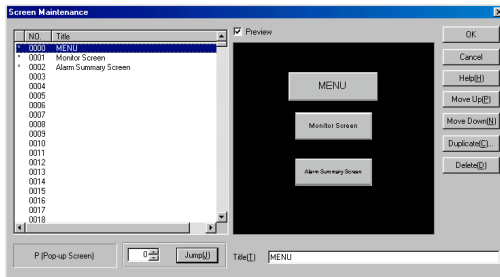 Screen Maintenance
NO. Title
* 0000 MENU
* 0001 Monitor Screen
* 0002 Alarm Summary Screen
0003
0004
0005
0006
0007
0008
0009
0010
0011
0012
0013
0014
0015
0016
0017
0018
Preview
MENU
Monitor Screen
Alarm Summary Screen
OK
Cancel
Help(H)
Move Up(P)
Move Down(N)
Duplicate(C)...
Delete(D)
P (Pop-up Screen)
0
Jump(J)
Title(T) MENU